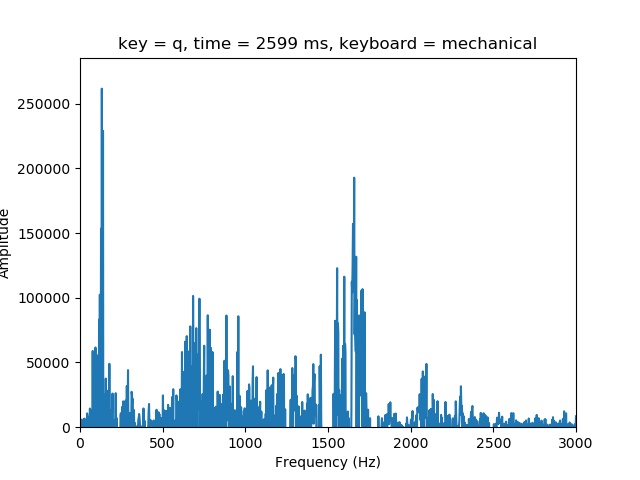 key = q, time = 2599 ms, keyboard = mechanical
250000
200000
150000
100000
50000
0
Amplitude
0 500 1000 1500 2000 2500 3000
Frequency (Hz)